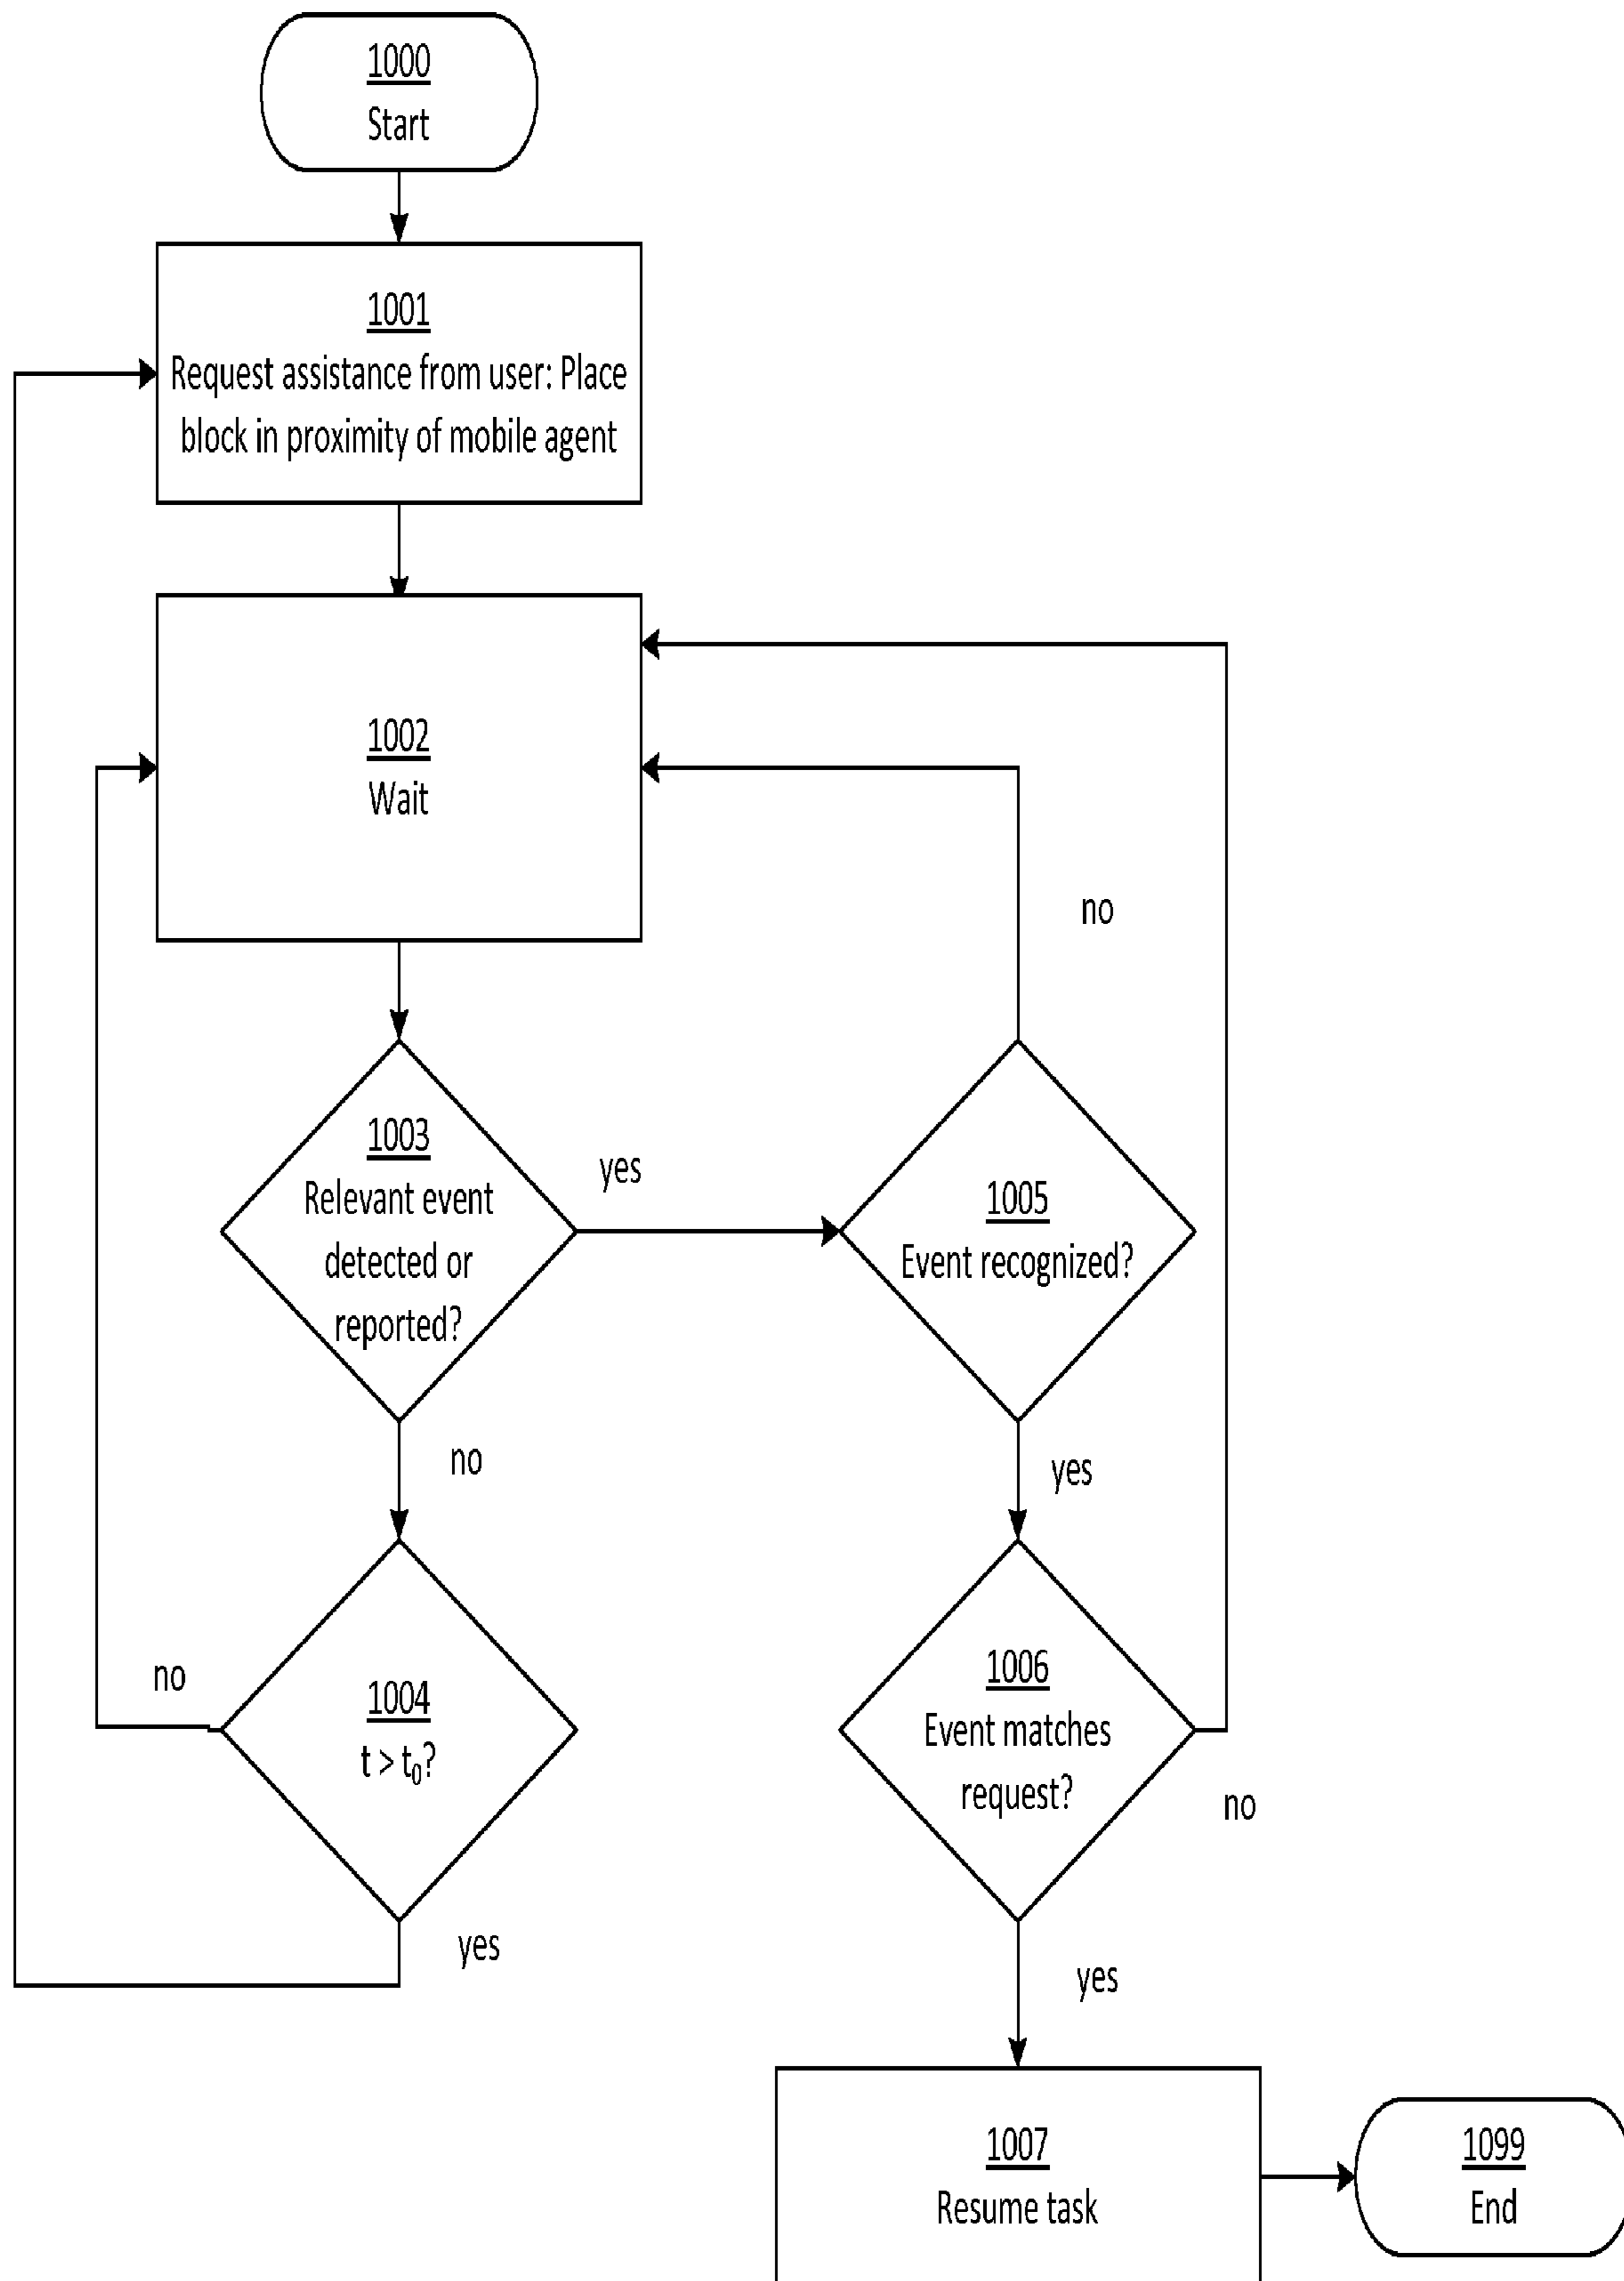 1000
Start
1001
Request assistance from user: Place
block in proximity of mobile agent
1002
Wait
no
1003
Relevant event
detected or
reported?
yes
1005
Event recognized?
no
yes
no
1004
t > t₀?
1006
Event matches
request?
no
yes
yes
1007
Resume task
1099
End